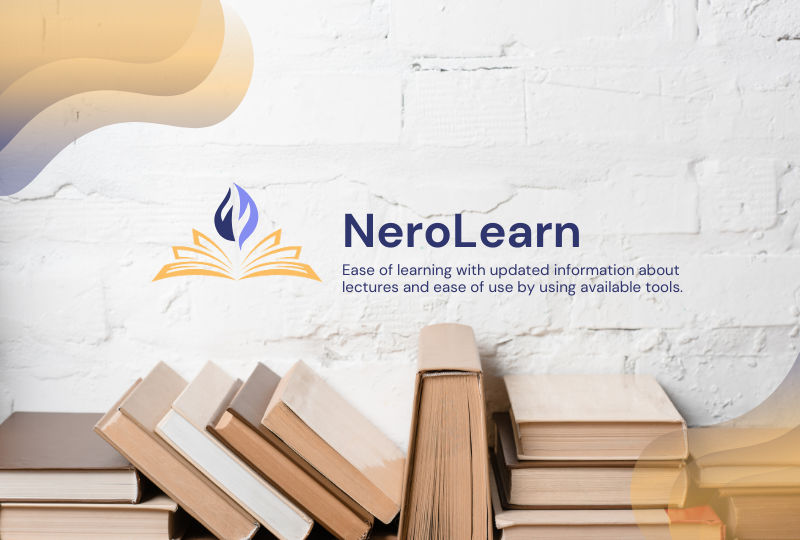 NeroLearn
Ease of learning with updated information about
lectures and ease of use by using available tools.